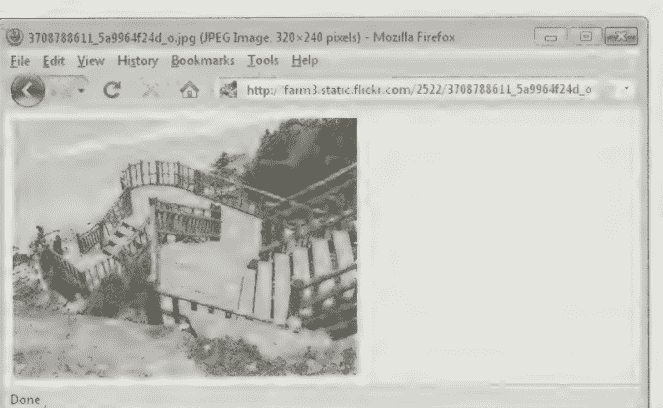 3708788611_5a9964f24d_o.jpg (JPEG Image, 320×240 pixels) - Mozilla Firefox
File Edit View History Bookmarks Tools Help
http://farm3.static.flickr.com/2522/3708788611_5a9964f24d_o
Done